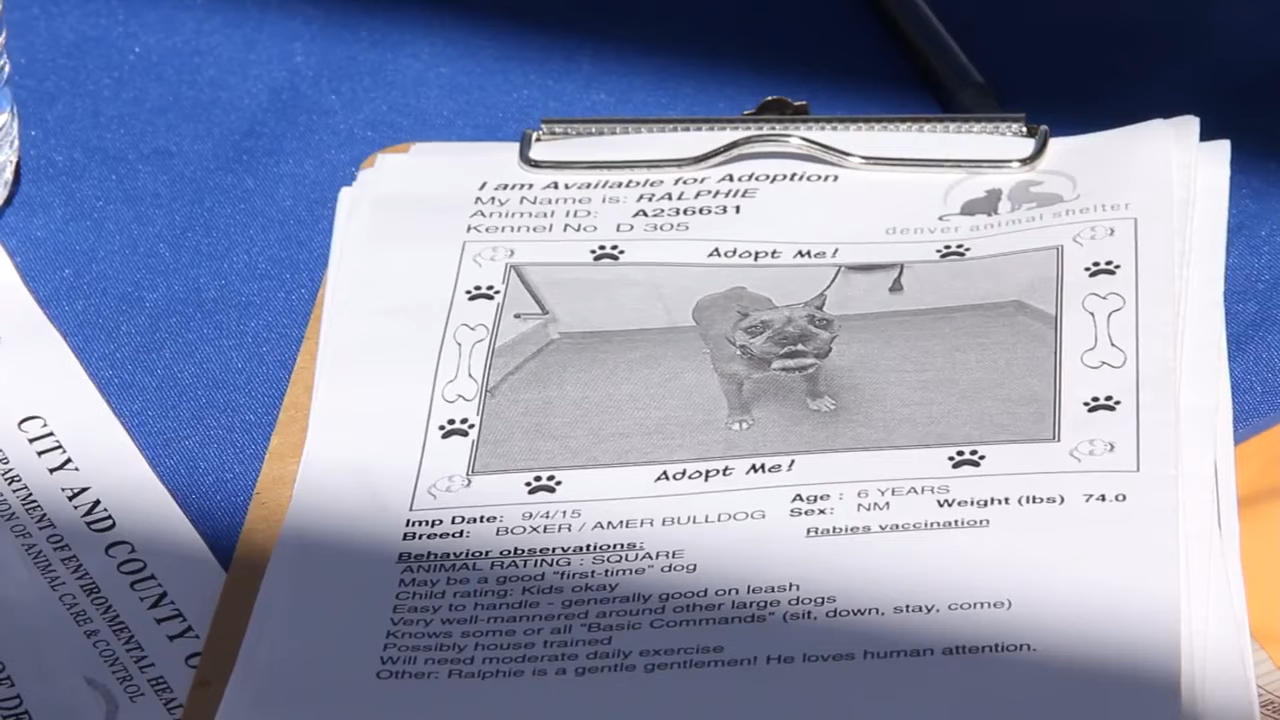 I am Available for Adoption
My Name is: RALPHIE
Animal ID: A236631
Kennel No D 305
denver animal shelter
Adopt Me!
Adopt Me!
Imp Date: 9/4/15
Age : 6 YEARS
Weight (lbs) 74.0
Breed: BOXER / AMER BULLDOG
Sex: NM
Rabies vaccination
Behavior observations:
ANIMAL RATING : SQUARE
May be a good "first-time" dog
Child rating: Kids okay
Easy to handle - generally good on leash
Very well-mannered around other large dogs
Knows some or all "Basic Commands" (sit, down, stay, come)
Possibly house trained
Will need moderate daily exercise
Other: Ralphie is a gentle gentlemen! He loves human attention.
CITY AND COUNTY
EPARTMENT OF ENVIRONMENTAL HEAL
ION OF ANIMAL CARE & CONTROL